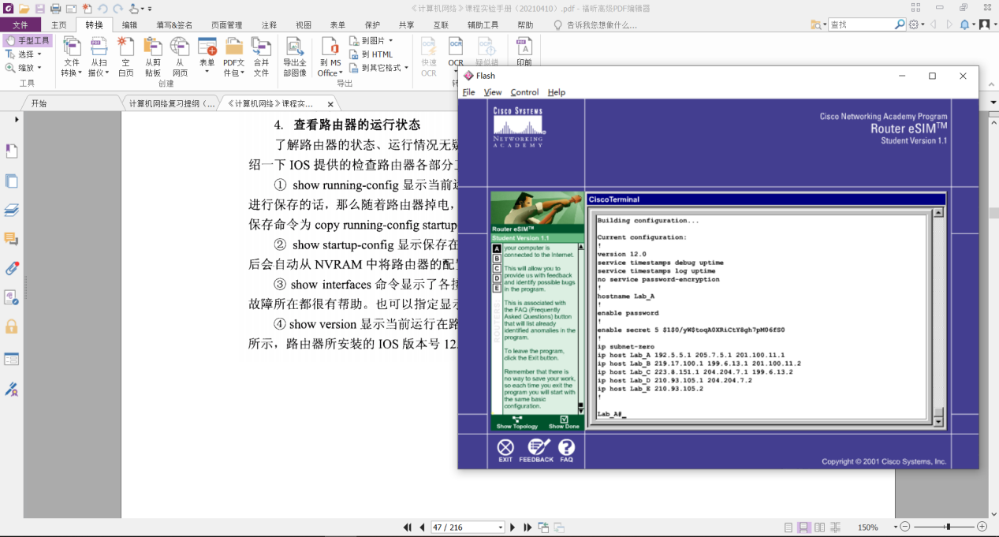 《计算机网络》课程实验手册（20210410）.pdf - 福昕高级PDF编辑器
文件 主页 转换 编辑 填写&签名 页面管理 注释 视图 表单 保护 共享 互联 辅助工具 帮助 告诉我您想做什么... 查找
手型工具
选择
缩放
工具
文件转换 从扫描仪 空白页 从剪贴板 从网页 表单 PDF文件包 合并文件
创建
导出全部图像 到 MS Office 到图片 到 HTML 到其它格式
导出
快速OCR OCR 疑似错 印前
开始 计算机网络复习提纲（... 《计算机网络》课程实...
4. 查看路由器的运行状态
了解路由器的状态、运行情况无疑
绍一下 IOS 提供的检查路由器各部分
① show running-config 显示当前
进行保存的话，那么随着路由器掉电，
保存命令为 copy running-config startup-
② show startup-config 显示保存在
后会自动从 NVRAM 中将路由器的配
③ show interfaces 命令显示了各
故障所在都很有帮助。也可以指定显
④ show version 显示当前运行在路
所示，路由器所安装的 IOS 版本号 12.
Flash
File View Control Help
CISCO SYSTEMS
NETWORKING
ACADEMY
Cisco Networking Academy Program
Router eSIM™
Student Version 1.1
Router eSIM™
Student Version 1.1
A
B
C
D
E
ROUTERS
your computer is
connected to the Internet.
This will allow you to
provide us with feedback
and identify possible bugs
in the program.
This is associated with
the FAQ (Frequently
Asked Questions) button
that will list already
identified anomalies in the
program.
To leave the program,
click the Exit button.
Remember that there is
no way to save your work,
so each time you exit the
program you will start with
the same basic
configuration.
Show Topology Show Done
CiscoTerminal
Building configuration...
Current configuration:
!
version 12.0
service timestamps debug uptime
service timestamps log uptime
no service password-encryption
!
hostname Lab_A
!
enable password
!
enable secret 5 $1$0/yW$toqA0XRiCtY8gh7pM06fS0
!
ip subnet-zero
ip host Lab_A 192.5.5.1 205.7.5.1 201.100.11.1
ip host Lab_B 219.17.100.1 199.6.13.1 201.100.11.2
ip host Lab_C 223.8.151.1 204.204.7.1 199.6.13.2
ip host Lab_D 210.93.105.1 204.204.7.2
ip host Lab_E 210.93.105.2
!
Lab_A#_
EXIT FEEDBACK FAQ
Copyright © 2001 Cisco Systems, Inc.
47 / 216
150%